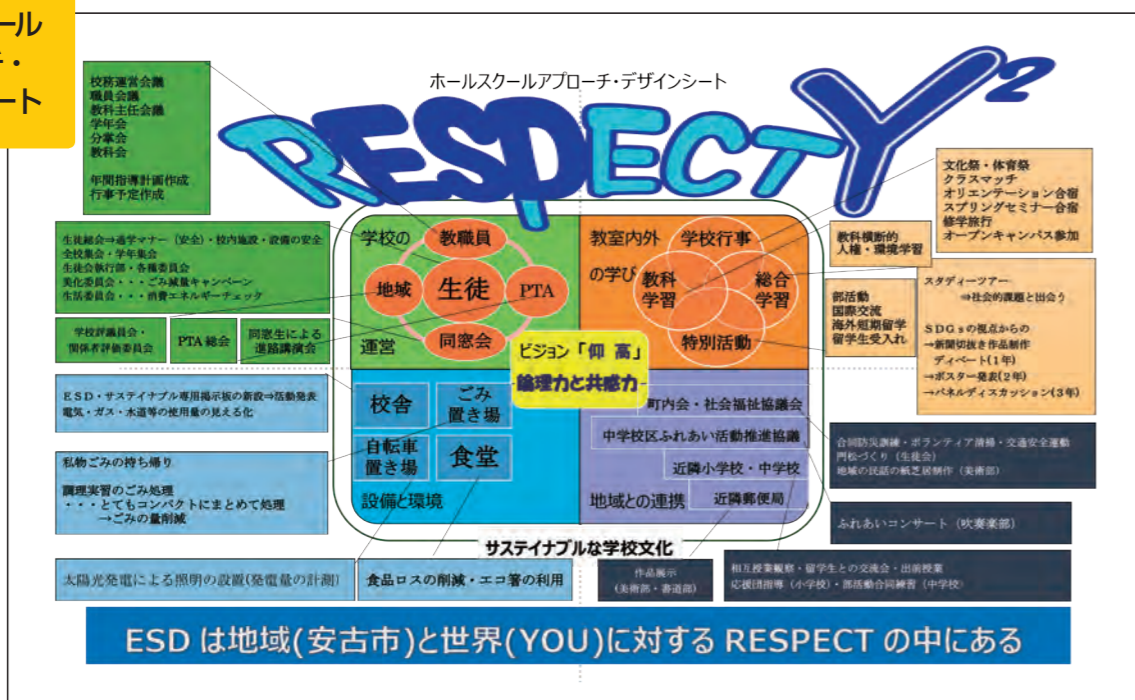 ール
・
ート
ホールスクールアプローチ・デザインシート
RESPECTY2
校務運営会議
職員会議
教科主任会議
学年会
分掌会
教科会
年間指導計画作成
行事予定作成
生徒総会⇒通学マナー（安全）・校内施設・設備の安全
全校集会・学年集会
生徒会執行部・各種委員会
美化委員会・・・ごみ減量キャンペーン
生活委員会・・・消費エネルギーチェック
学校評議員会・
関係者評価委員会
PTA 総会
同窓生による
進路講演会
学校の
運営
教職員
地域
生徒
PTA
同窓会
教室内外
の学び
学校行事
教科
学習
総合
学習
特別活動
文化祭・体育祭
クラスマッチ
オリエンテーション合宿
スプリングセミナー合宿
修学旅行
オープンキャンパス参加
教科横断的
人権・環境学習
部活動
国際交流
海外短期留学
留学生受入れ
スタディーツアー
⇒社会的課題と出会う
ＳＤＧｓの視点からの
→新聞切抜き作品制作
ディベート(１年)
→ポスター発表(２年)
→パネルディスカッション(３年)
ビジョン「仰 高」
論理力と共感力
ＥＳＤ・サステイナブル専用掲示板の新設⇒活動発表
電気・ガス・水道等の使用量の見える化
私物ごみの持ち帰り
調理実習のごみ処理
・・・とてもコンパクトにまとめて処理
→ごみの量削減
太陽光発電による照明の設置(発電量の計測)
食品ロスの削減・エコ箸の利用
校舎
ごみ
置き場
自転車
置き場
食堂
設備と環境
町内会・社会福祉協議会
中学校区ふれあい活動推進協議
近隣小学校・中学校
近隣郵便局
地域との連携
サステイナブルな学校文化
合同防災訓練・ボランティア清掃・交通安全運動
門松づくり（生徒会）
地域の民話の紙芝居制作（美術部）
ふれあいコンサート（吹奏楽部）
作品展示
(美術部・書道部)
相互授業観察・留学生との交流会・出前授業
応援団指導（小学校）・部活動合同練習（中学校）
ESD は地域(安古市)と世界(YOU)に対する RESPECT の中にある